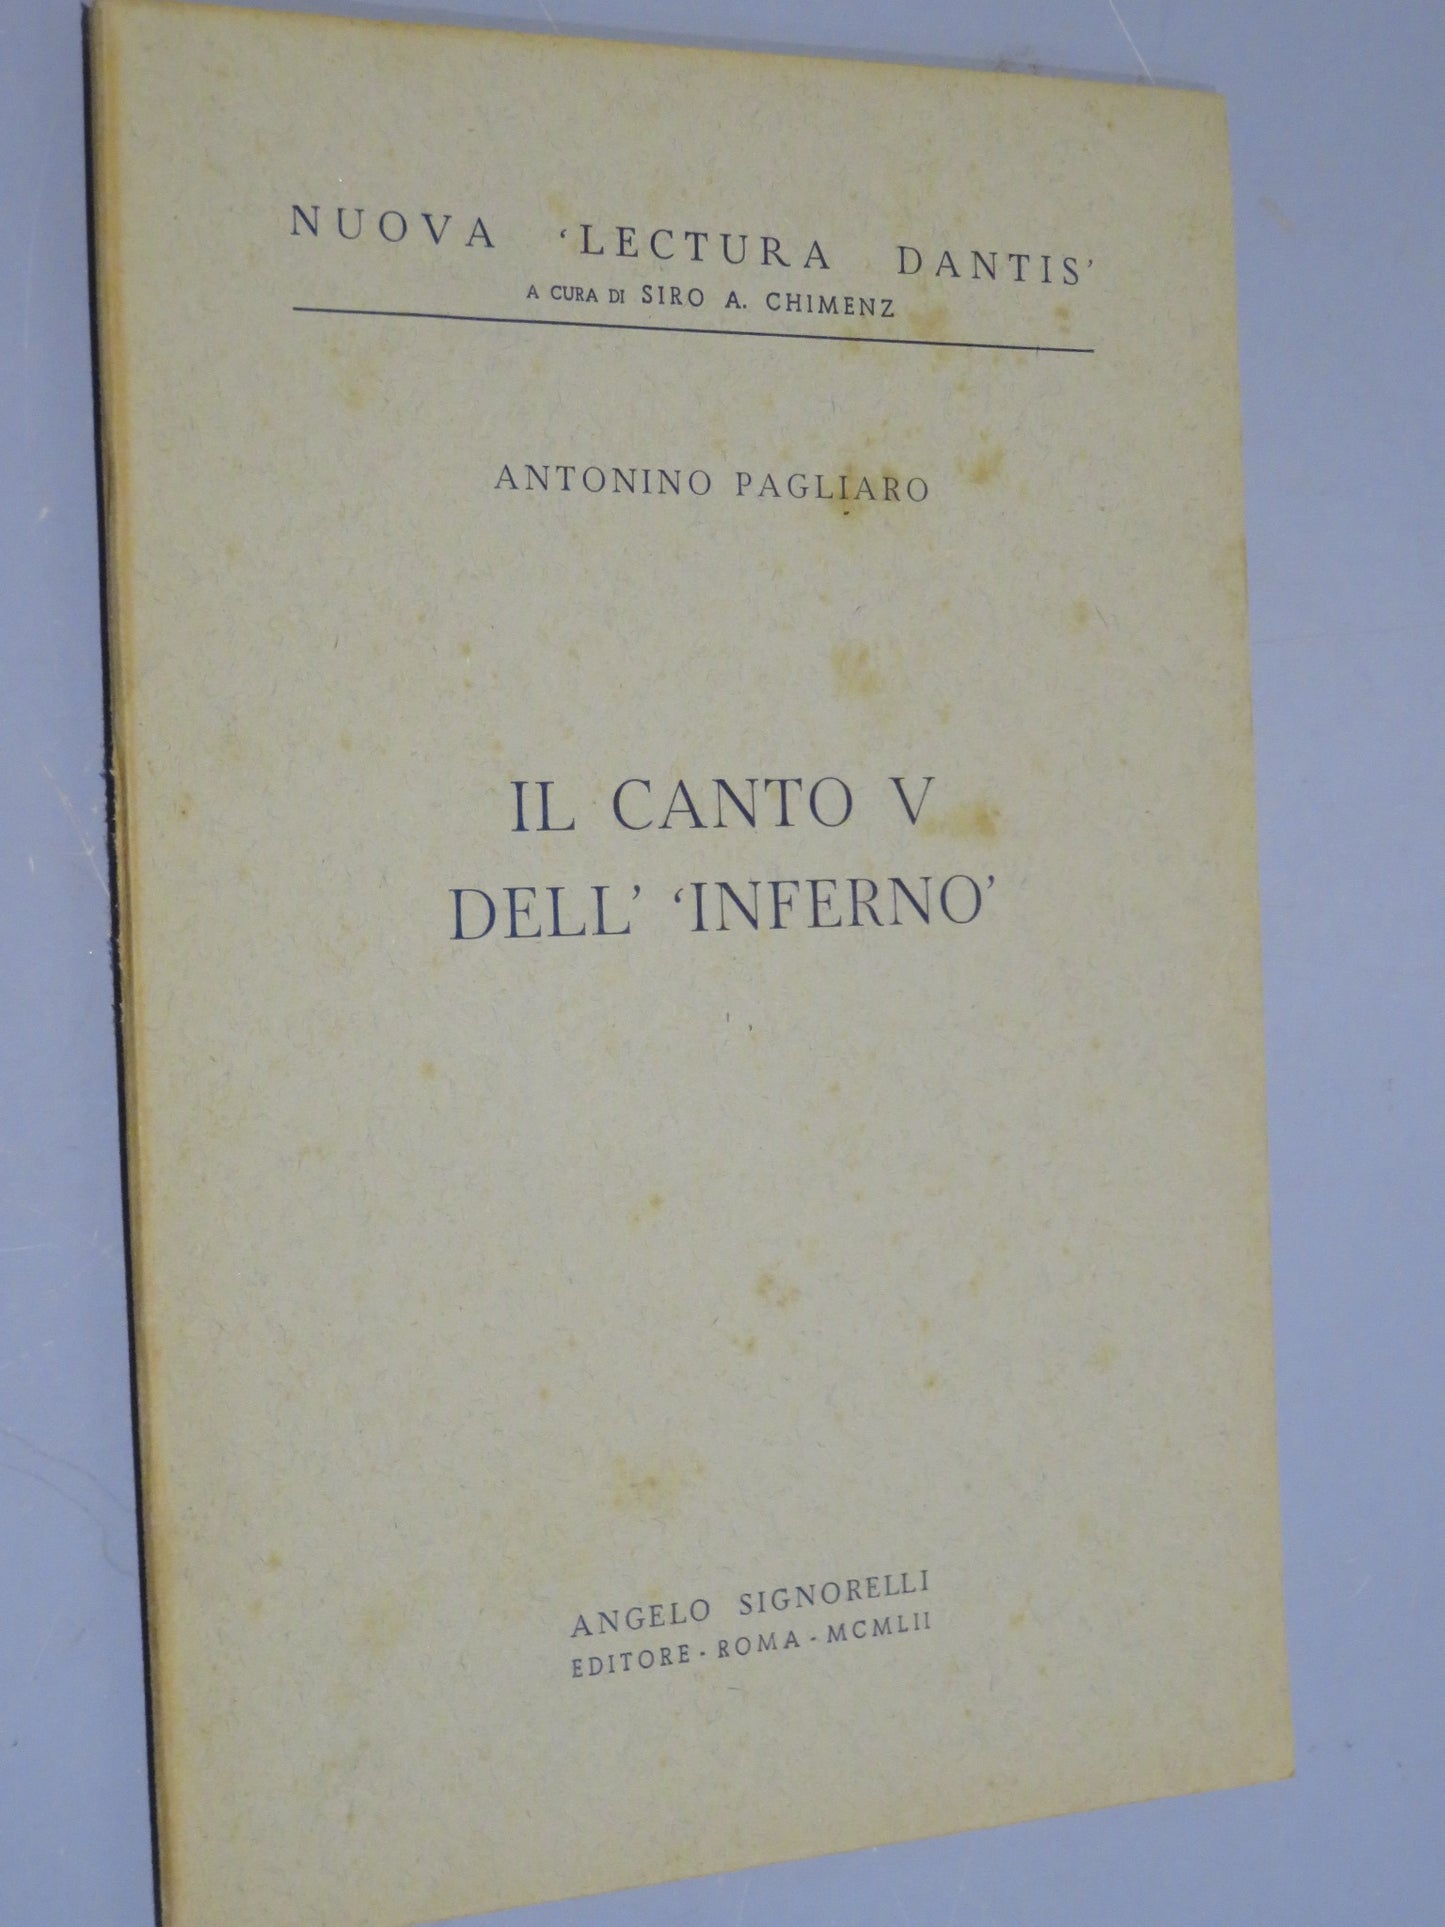 NUOVA ‘LECTURA DANTIS’
A CURA DI SIRO A. CHIMENZ
ANTONINO PAGLIARO
IL CANTO V
DELL’ ‘INFERNO’
ANGELO SIGNORELLI
EDITORE - ROMA - MCMLII